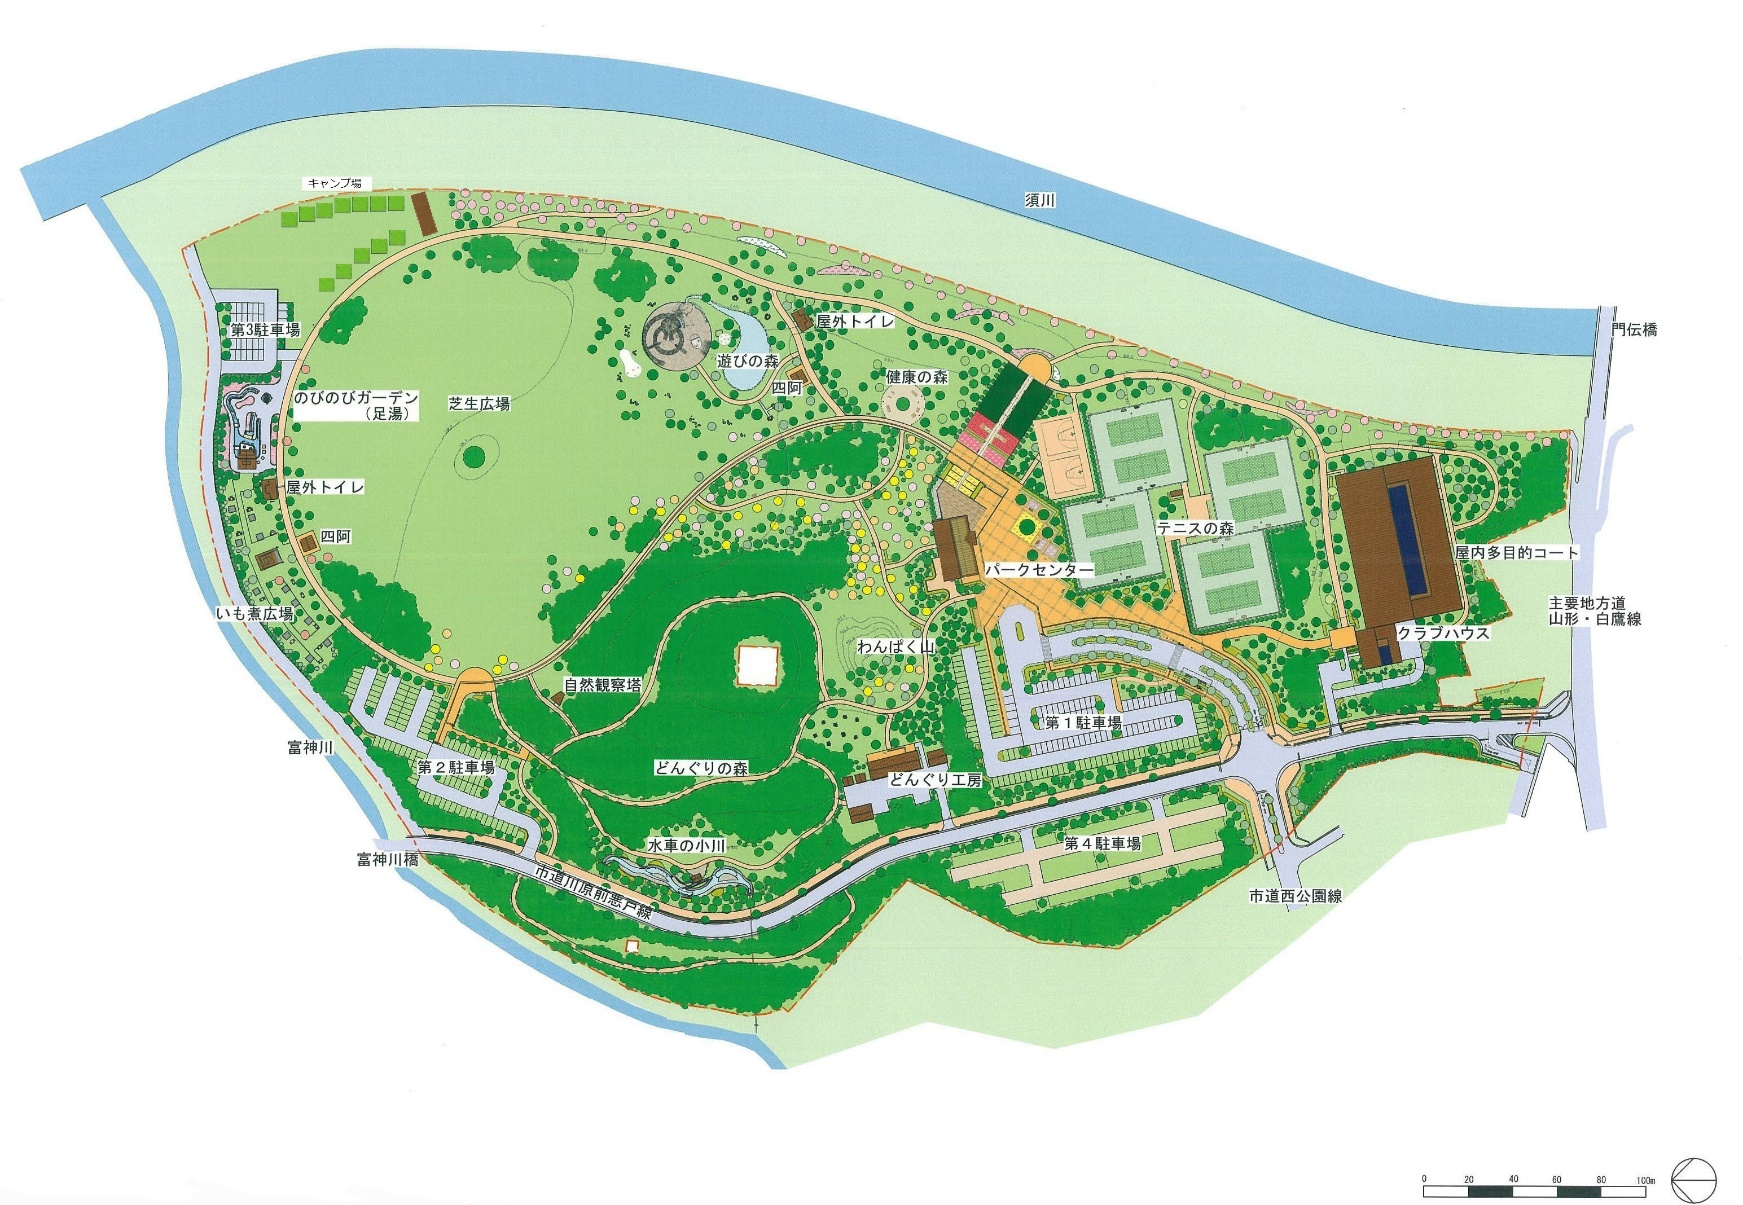 キャンプ場
須川
第3駐車場
屋外トイレ
門伝橋
遊びの森
四阿
健康の森
のびのびガーデン
（足湯）
芝生広場
屋外トイレ
四阿
テニスの森
屋内多目的コート
パークセンター
いも煮広場
主要地方道
山形・白鷹線
クラブハウス
わんぱく山
自然観察塔
第１駐車場
富神川
第２駐車場
どんぐりの森
どんぐり工房
水車の小川
第４駐車場
富神川橋
市道川原前悪戸線
市道西公園線
0 20 40 60 80 100m